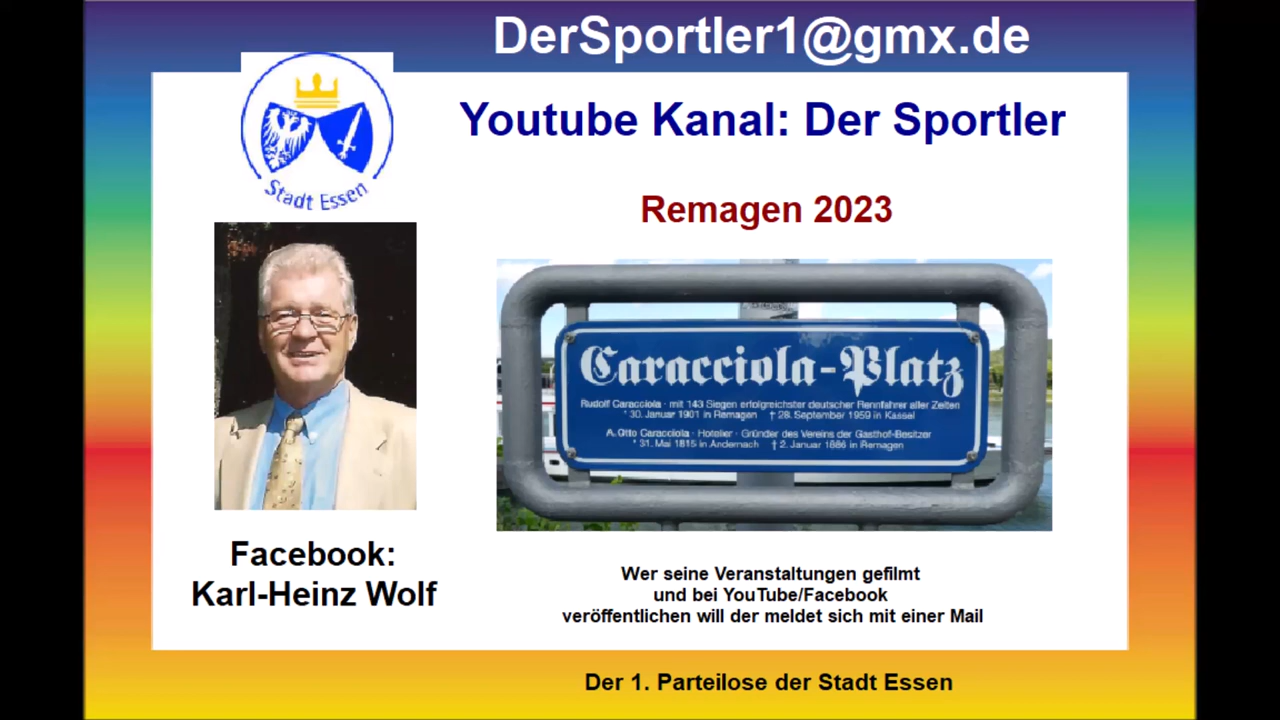 DerSportler1@gmx.de
Youtube Kanal: Der Sportler
Stadt Essen
Remagen 2023
Caracciola-Platz
Rudolf Caracciola · mit 143 Siegen erfolgreichster deutscher Rennfahrer aller Zeiten
* 30. Januar 1901 in Remagen † 28. September 1959 in Kassel
A. Otto Caracciola · Hotelier · Gründer des Vereins der Gasthof-Besitzer
* 31. Mai 1815 in Andernach † 2. Januar 1886 in Remagen
Facebook:
Karl-Heinz Wolf
Wer seine Veranstaltungen gefilmt
und bei YouTube/Facebook
veröffentlichen will der meldet sich mit einer Mail
Der 1. Parteilose der Stadt Essen